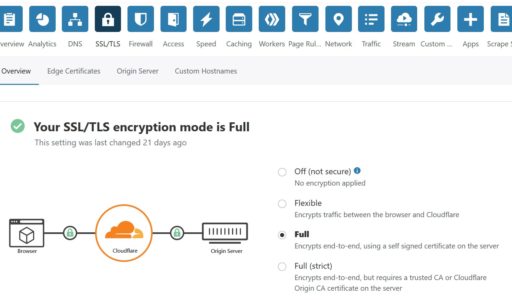 verview Analytics DNS SSL/TLS Firewall Access Speed Caching Workers Page Rul... Network Traffic Stream Custom ... Apps Scrape S
Overview Edge Certificates Origin Server Custom Hostnames
Your SSL/TLS encryption mode is Full
This setting was last changed 21 days ago
Off (not secure)
No encryption applied
Flexible
Encrypts traffic between the browser and Cloudflare
Full
Encrypts end-to-end, using a self signed certificate on the server
Full (strict)
Encrypts end-to-end, but requires a trusted CA or Cloudflare
Origin CA certificate on the server
Browser Cloudflare Origin Server